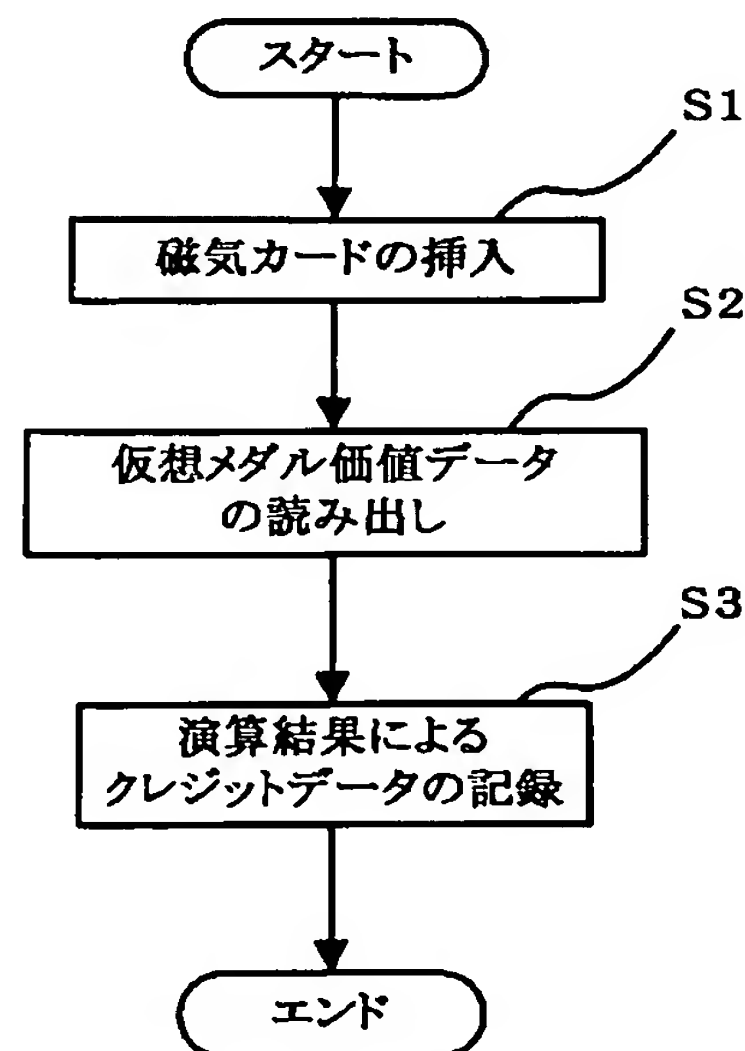 スタート
S1
磁気カードの挿入
S2
仮想メダル価値データ
の読み出し
S3
演算結果による
クレジットデータの記録
エンド